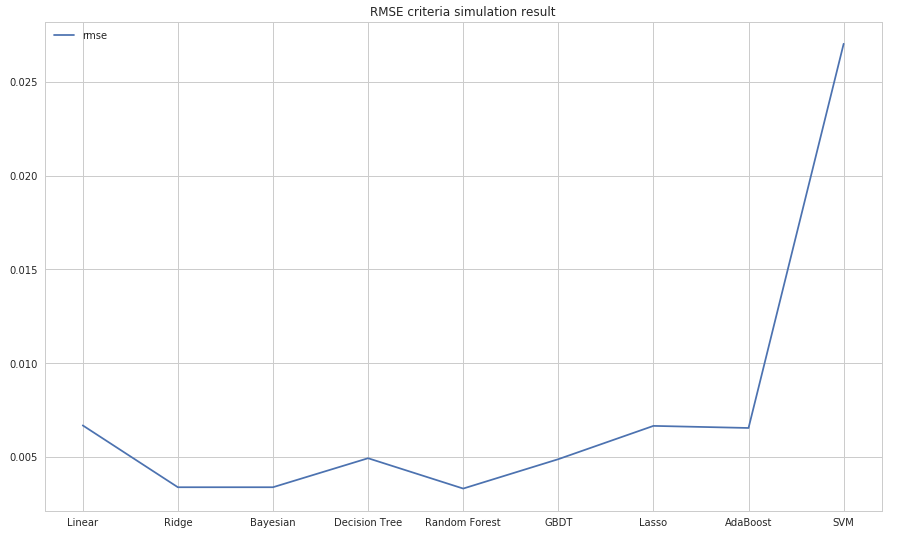 RMSE criteria simulation result
rmse
0.025
0.020
0.015
0.010
0.005
Linear Ridge Bayesian Decision Tree Random Forest GBDT Lasso AdaBoost SVM